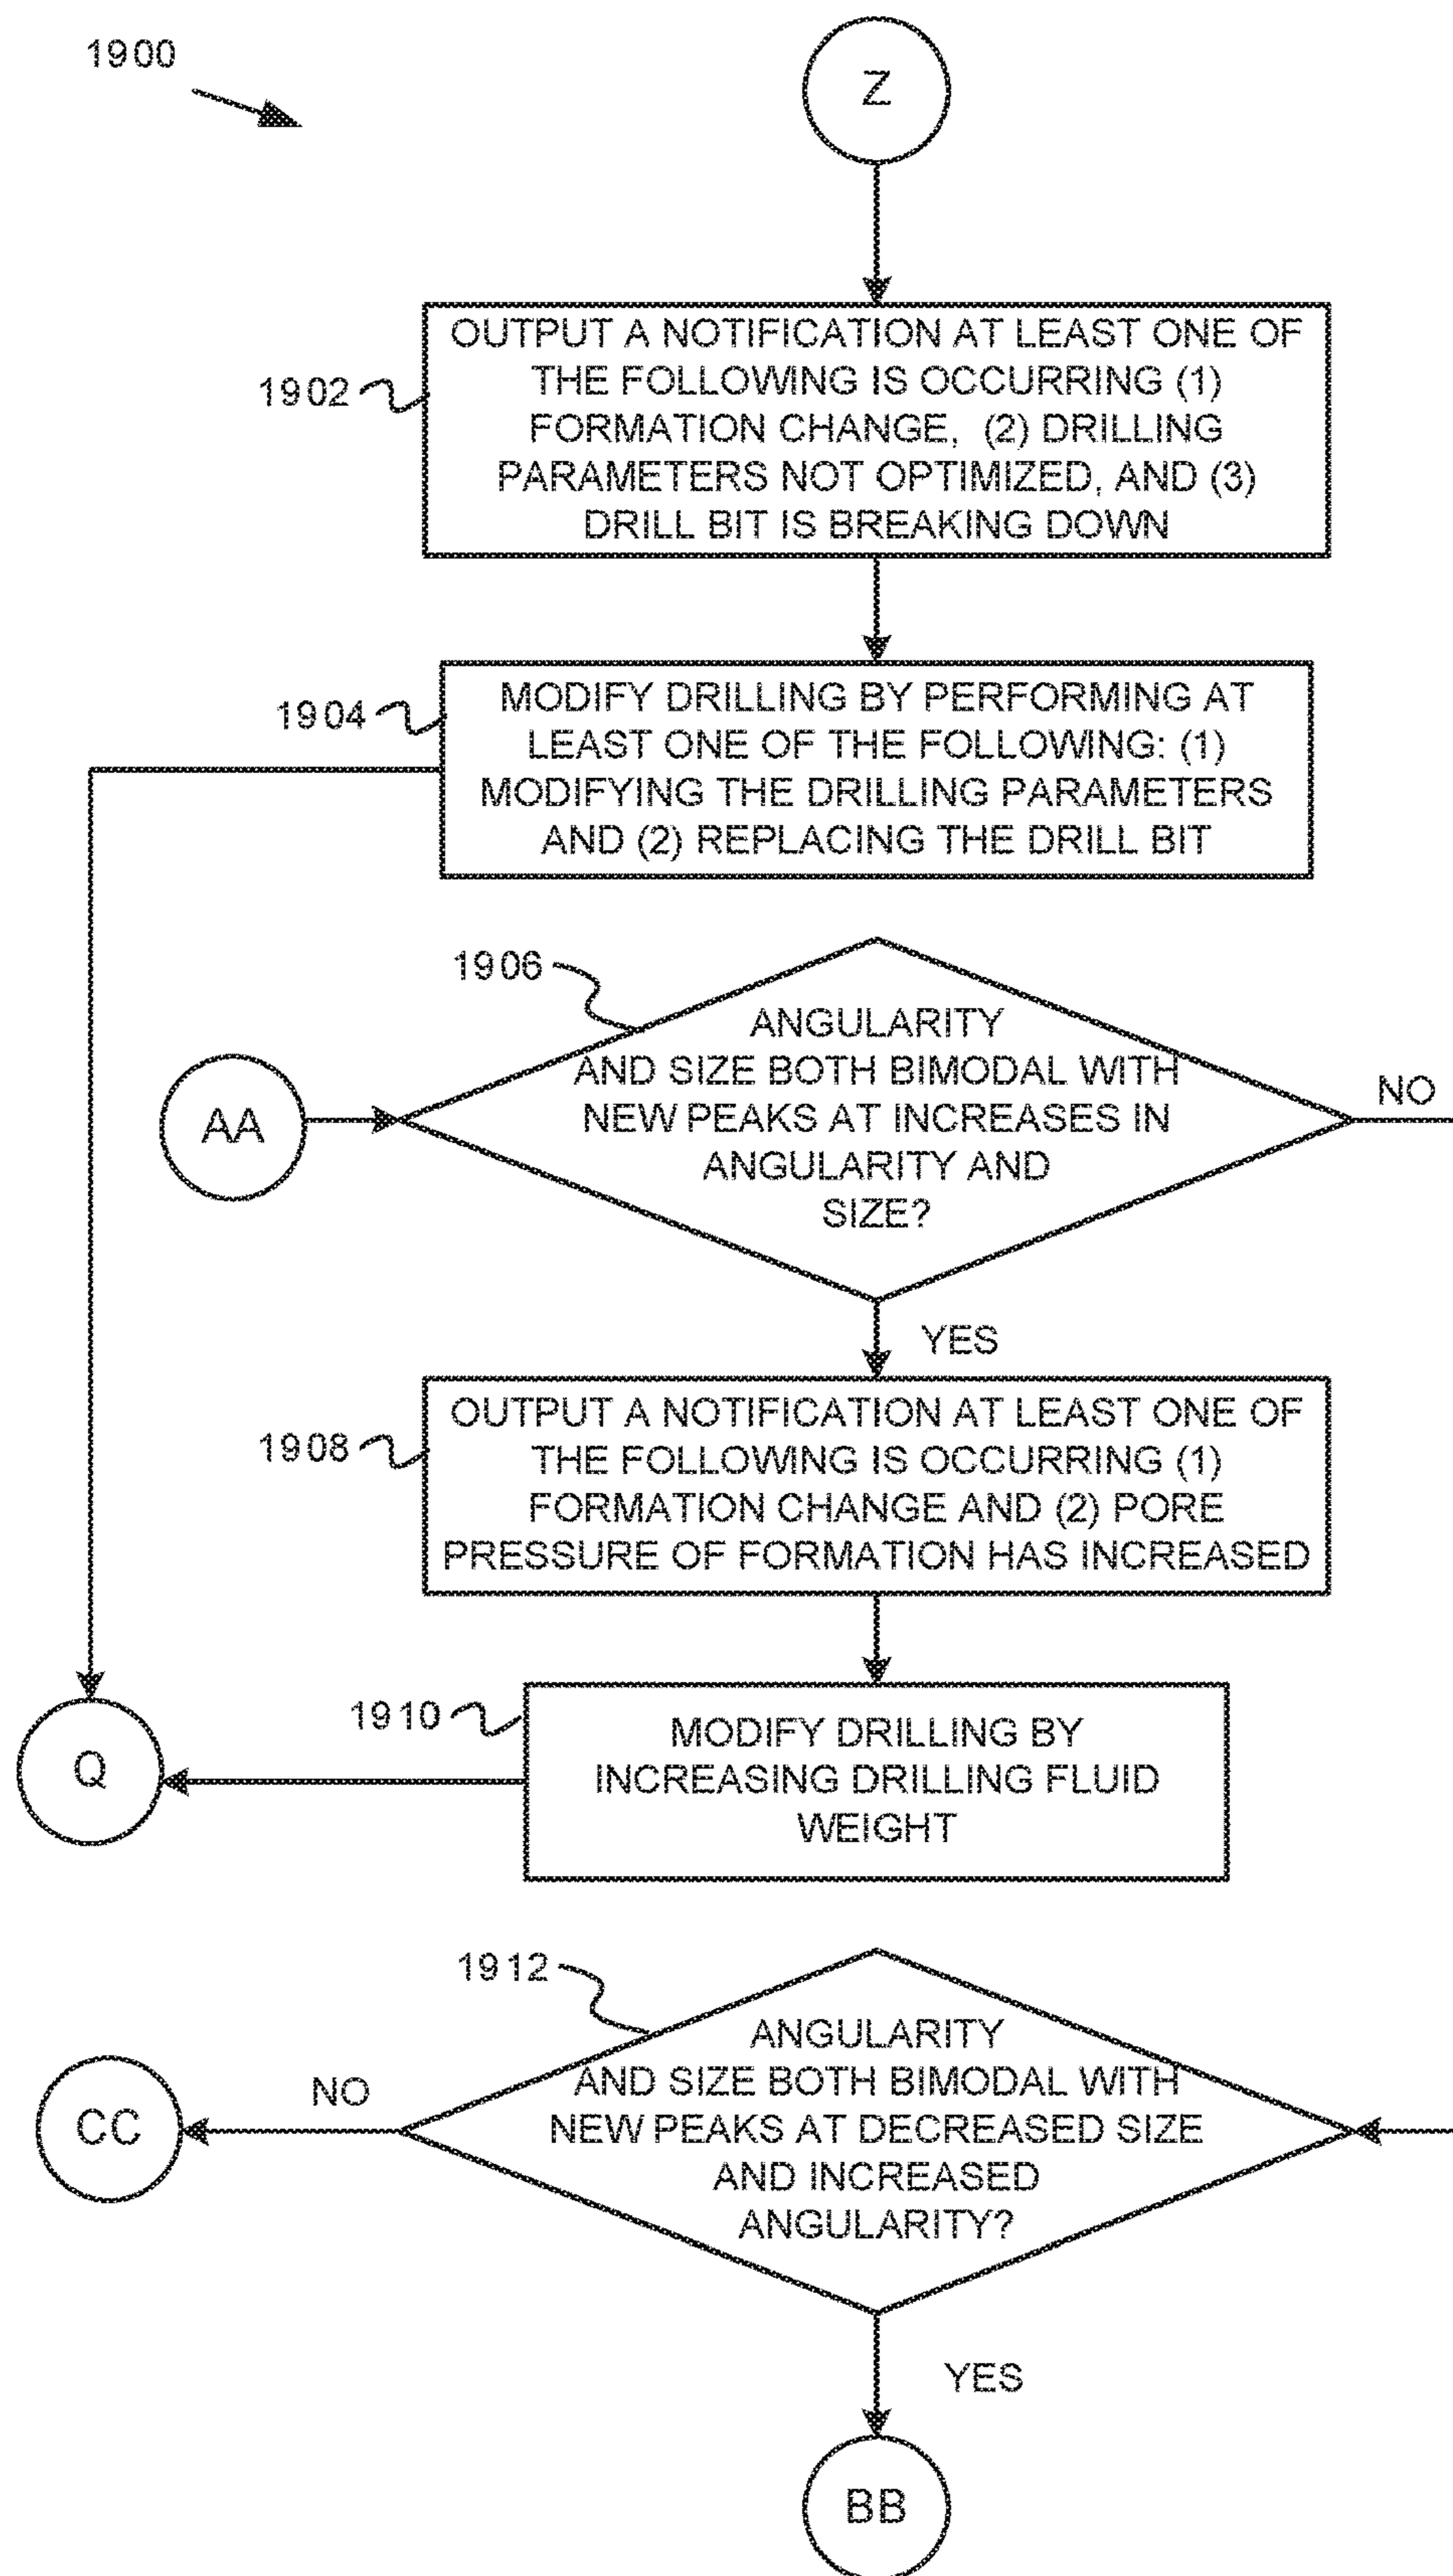 1900
Z
1902
OUTPUT A NOTIFICATION AT LEAST ONE OF
THE FOLLOWING IS OCCURRING (1)
FORMATION CHANGE, (2) DRILLING
PARAMETERS NOT OPTIMIZED, AND (3)
DRILL BIT IS BREAKING DOWN
1904
MODIFY DRILLING BY PERFORMING AT
LEAST ONE OF THE FOLLOWING: (1)
MODIFYING THE DRILLING PARAMETERS
AND (2) REPLACING THE DRILL BIT
1906
AA
ANGULARITY
AND SIZE BOTH BIMODAL WITH
NEW PEAKS AT INCREASES IN
ANGULARITY AND
SIZE?
NO
YES
1908
OUTPUT A NOTIFICATION AT LEAST ONE OF
THE FOLLOWING IS OCCURRING (1)
FORMATION CHANGE AND (2) PORE
PRESSURE OF FORMATION HAS INCREASED
1910
Q
MODIFY DRILLING BY
INCREASING DRILLING FLUID
WEIGHT
1912
CC
NO
ANGULARITY
AND SIZE BOTH BIMODAL WITH
NEW PEAKS AT DECREASED SIZE
AND INCREASED
ANGULARITY?
YES
BB